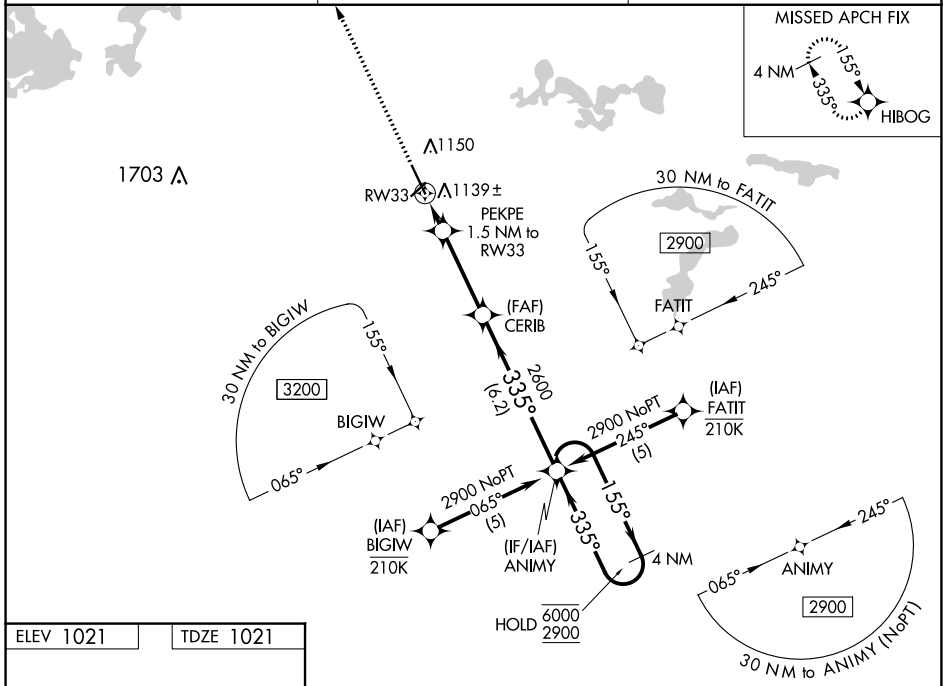 MISSED APCH FIX
4 NM
155°
335°
HIBOG
1150
1703
RW33
1139 ±
PEKPE
1.5 NM to
RW33
30 NM to FATIT
2900
155°
245°
FATIT
(FAF)
CERIB
30 NM to BIGIW
155°
3200
BIGIW
065°
2600
335°
(6.2)
(IAF)
FATIT
210K
2900 NoPT
245°
(5)
2900 NoPT
065°
(5)
(IAF)
BIGIW
210K
(IF/IAF)
ANIMY
335°
155°
4 NM
HOLD 6000
2900
245°
065°
ANIMY
2900
30 NM to ANIMY (NoPT)
ELEV 1021
TDZE 1021